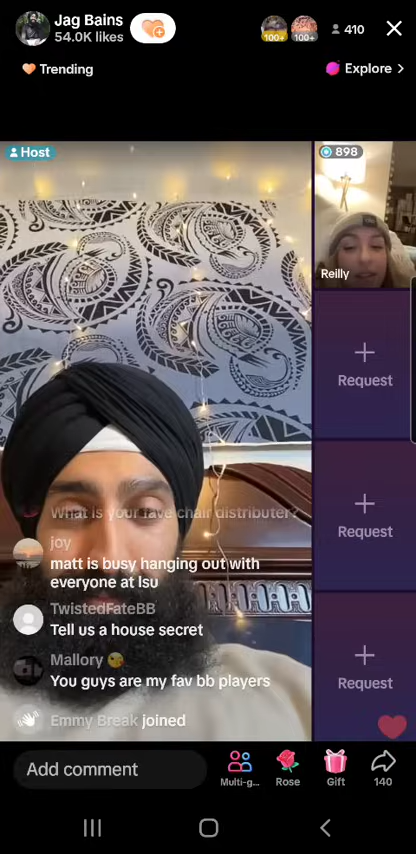 Jag Bains
54.0K likes
100+
100+
410
Trending
Explore >
Host
898
Reilly
Request
Request
Request
What is your fave chair distributer?
joy
matt is busy hanging out with
everyone at lsu
TwistedFateBB
Tell us a house secret
Mallory 😘
You guys are my fav bb players
Emmy Break joined
Add comment
Multi-g...
Rose
Gift
140